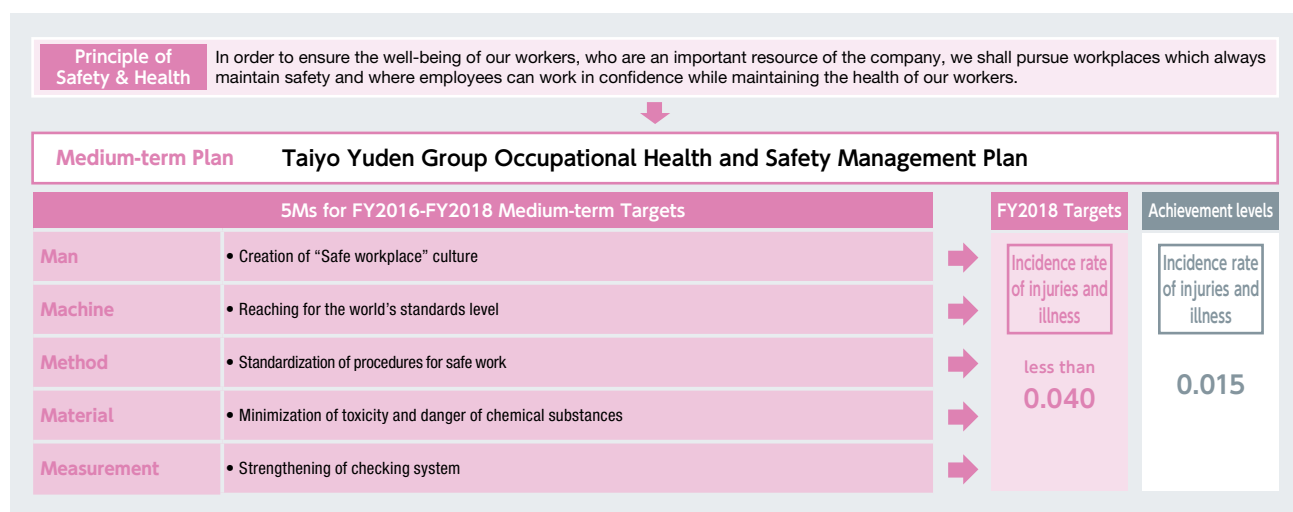 Principle of
Safety & Health
In order to ensure the well-being of our workers, who are an important resource of the company, we shall pursue workplaces which always
maintain safety and where employees can work in confidence while maintaining the health of our workers.
Medium-term Plan Taiyo Yuden Group Occupational Health and Safety Management Plan
5Ms for FY2016-FY2018 Medium-term Targets
FY2018 Targets
Achievement levels
Man
• Creation of “Safe workplace” culture
Machine
• Reaching for the world’s standards level
Method
• Standardization of procedures for safe work
Material
• Minimization of toxicity and danger of chemical substances
Measurement
• Strengthening of checking system
Incidence rate
of injuries and
illness
less than
0.040
Incidence rate
of injuries and
illness
0.015